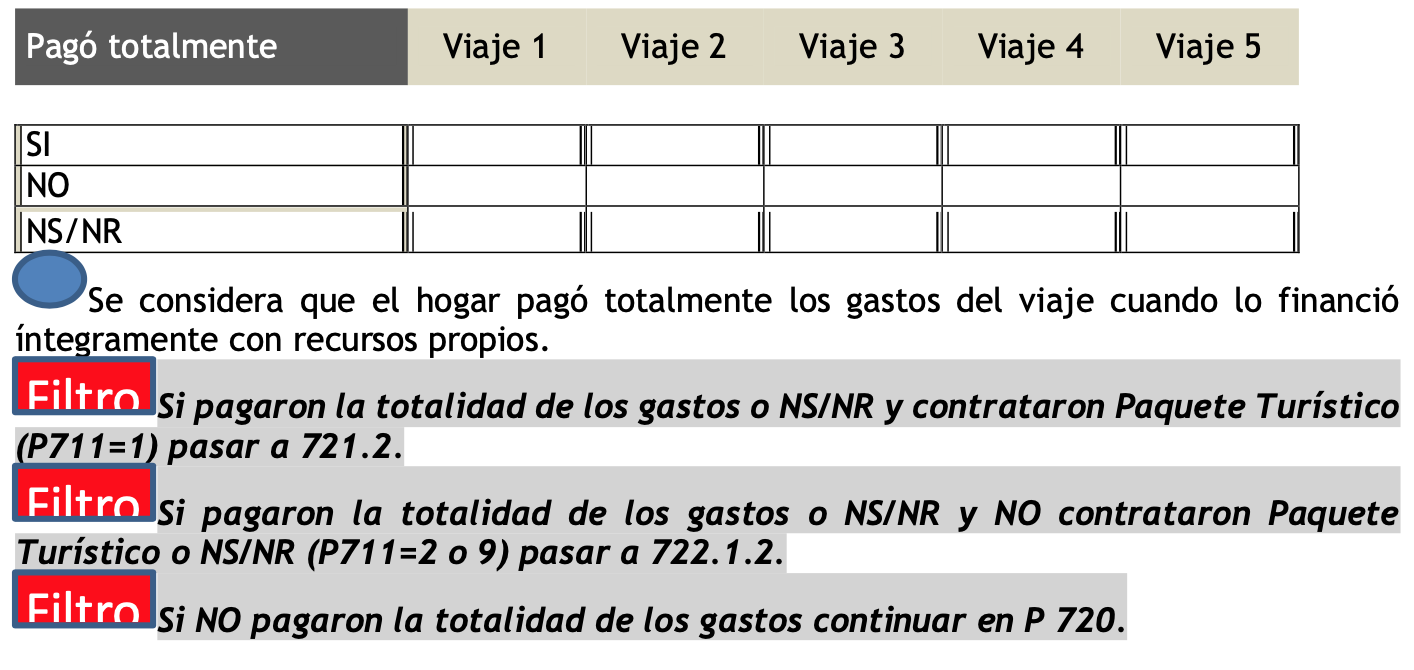 Pagó totalmente Viaje 1 Viaje 2 Viaje 3 Viaje 4 Viaje 5
SI
NO
NS/NR
Se considera que el hogar pagó totalmente los gastos del viaje cuando lo financió
íntegramente con recursos propios.
Filtro Si pagaron la totalidad de los gastos o NS/NR y contrataron Paquete Turístico
(P711=1) pasar a 721.2.
Filtro Si pagaron la totalidad de los gastos o NS/NR y NO contrataron Paquete
Turístico o NS/NR (P711=2 o 9) pasar a 722.1.2.
Filtro Si NO pagaron la totalidad de los gastos continuar en P 720.